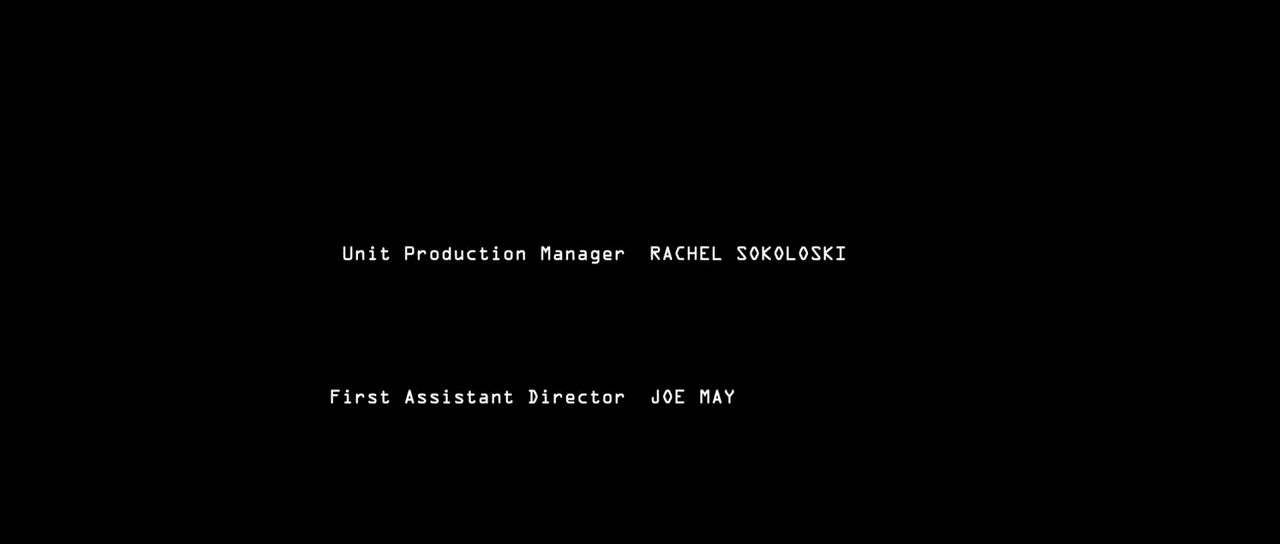 Unit Production Manager RACHEL SOKOLOSKI
First Assistant Director JOE MAY